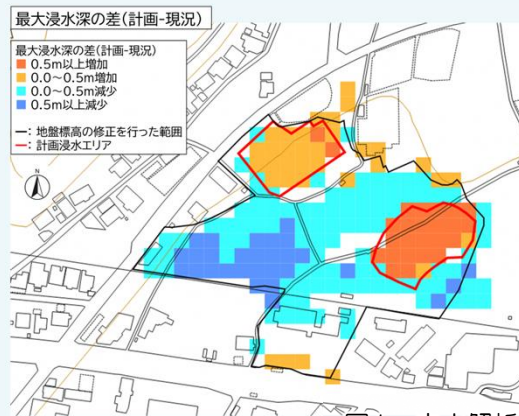 最大浸水深の差(計画-現況)
最大浸水深の差(計画-現況)
0.5m以上増加
0.0～0.5m増加
0.0～0.5m減少
0.5m以上減少
―：地盤標高の修正を行った範囲
―：計画浸水エリア
N